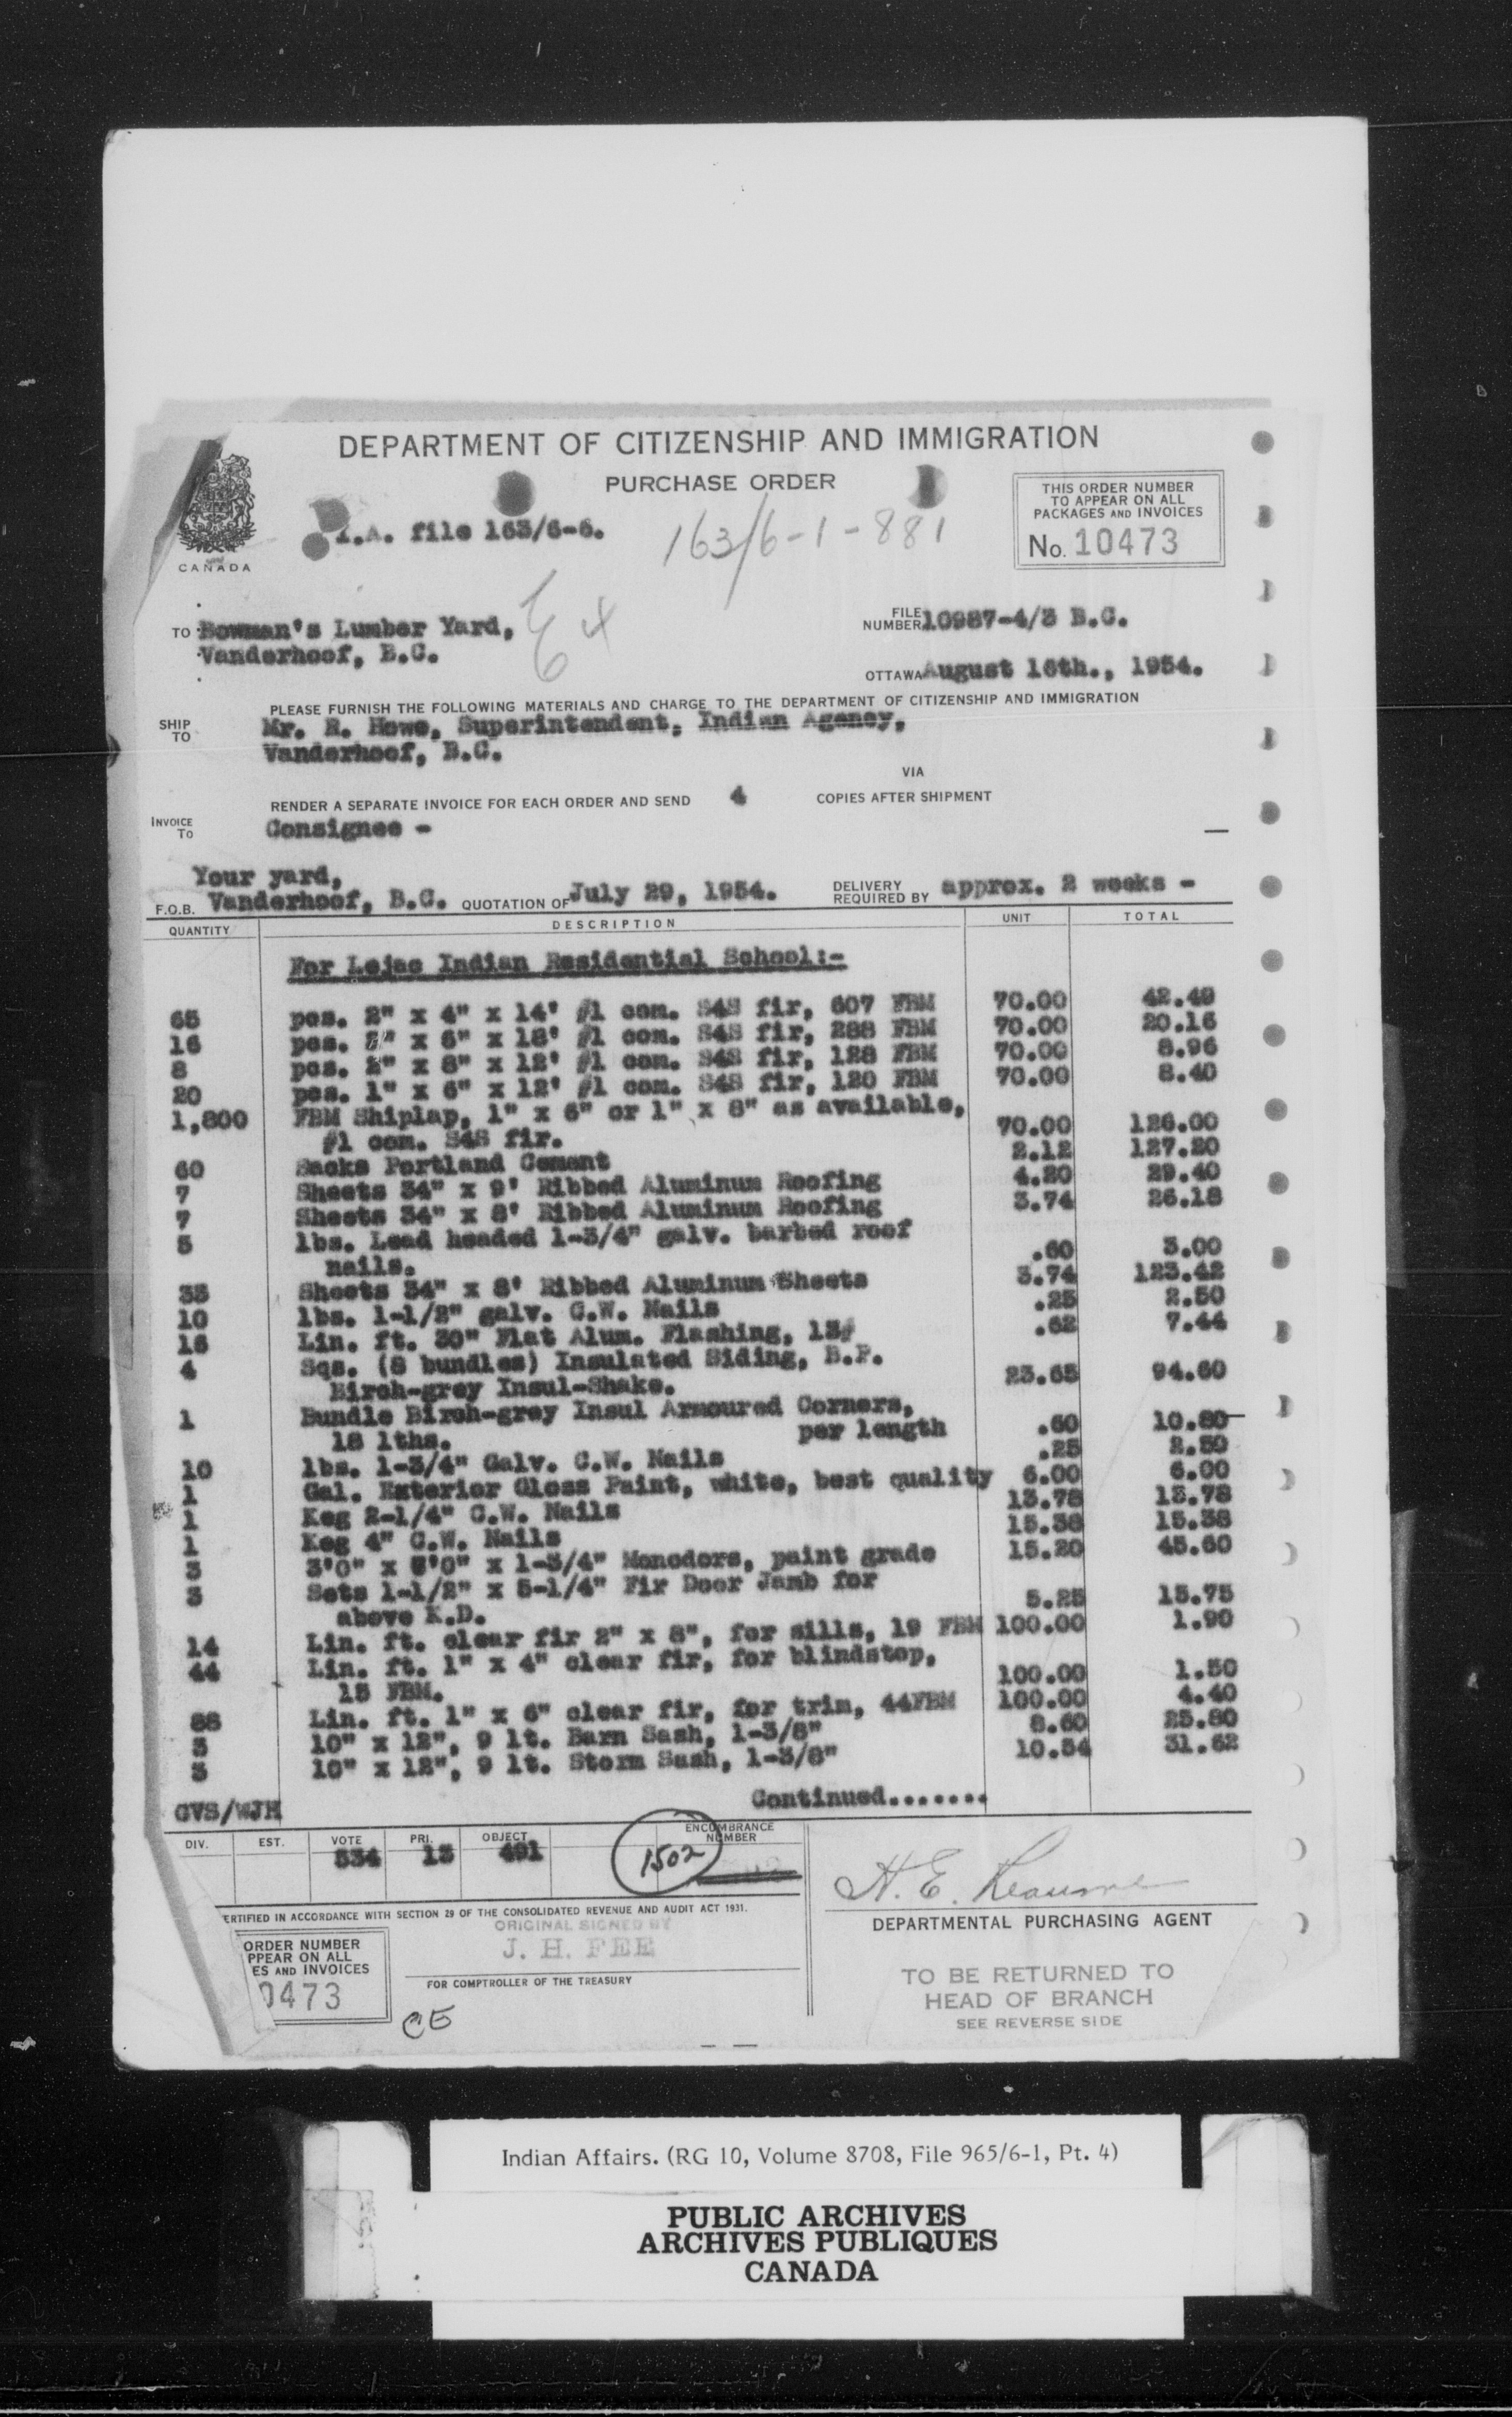 DEPARTMENT OF CITIZENSHIP AND IMMIGRATION
PURCHASE ORDER
THIS ORDER NUMBER
TO APPEAR ON ALL
PACKAGES AND INVOICES
No. 10473
I.A. file 163/6-6.
163/6-1-881
CANADA
TO Bowman's Lumber Yard,
Vanderhoof, B.C.
FILE NUMBER 10987-4/3 B.C.
OTTAWA August 16th., 1954.
PLEASE FURNISH THE FOLLOWING MATERIALS AND CHARGE TO THE DEPARTMENT OF CITIZENSHIP AND IMMIGRATION
SHIP TO Mr. R. Howe, Superintendent, Indian Agency,
Vanderhoof, B.C.
VIA
RENDER A SEPARATE INVOICE FOR EACH ORDER AND SEND 4 COPIES AFTER SHIPMENT
INVOICE TO Consignee -
Your yard,
F.O.B. Vanderhoof, B.C. QUOTATION OF July 29, 1954. DELIVERY REQUIRED BY approx. 2 weeks -
QUANTITY DESCRIPTION UNIT TOTAL
For Lejac Indian Residential School:-
65 pcs. 2" x 4" x 14' #1 com. S4S fir, 607 FBM 70.00 42.49
16 pcs. 2" x 6" x 18' #1 com. S4S fir, 288 FBM 70.00 20.16
8 pcs. 2" x 8" x 12' #1 com. S4S fir, 128 FBM 70.00 8.96
20 pcs. 1" x 6" x 12' #1 com. S4S fir, 120 FBM 70.00 8.40
1,800 FBM Shiplap, 1" x 6" or 1" x 8" as available,
#1 com. S4S fir. 70.00 126.00
60 Sacks Portland Cement 2.12 127.20
7 Sheets 34" x 9' Ribbed Aluminum Roofing 4.20 29.40
7 Sheets 34" x 8' Ribbed Aluminum Roofing 3.74 26.18
5 lbs. Lead headed 1-3/4" galv. barbed roof
nails. .60 3.00
33 Sheets 34" x 8' Ribbed Aluminum Sheets 3.74 123.42
10 lbs. 1-1/2" galv. C.W. Nails .25 2.50
Lin. ft. 30" Flat Alum. Flashing, .62 7.44
4 Sqs. (8 bundles) Insulated Siding, B.P.
Birch-grey Insul-Shake. 23.65 94.60
1 Bundle Birch-grey Insul Armoured Corners,
18 lths. per length .60 10.80
10 lbs. 1-3/4" Galv. C.W. Nails .25 2.50
1 Gal. Exterior Gloss Paint, white, best quality 6.00 6.00
1 Keg 2-1/4" C.W. Nails 13.78 13.78
1 Keg 4" C.W. Nails 15.38 15.38
3 3'0" x 1-3/4" Monodors, paint grade 15.20 45.60
3 Sets 1-1/2" x 5-1/4" Fir Door Jamb for
above K.D. 5.25 15.75
14 Lin. ft. clear fir 2" x 8", for sills, 19 FBM 100.00 1.90
44 Lin. ft. 1" x 4" clear fir, for blindstop,
15 FBM. 100.00 1.50
88 Lin. ft. 1" x 6" clear fir, for trim, 44FBM 100.00 4.40
3 10" x 12", 9 lt. Barn Sash, 1-3/8" 8.60 25.80
3 10" x 12", 9 lt. Storm Sash, 1-3/8" 10.54 31.62
Continued.......
GVS/WJH
DIV. EST. VOTE PRI. OBJECT ENCUMBRANCE NUMBER
334 13 491 1502
H. E. Reaume
DEPARTMENTAL PURCHASING AGENT
ERTIFIED IN ACCORDANCE WITH SECTION 29 OF THE CONSOLIDATED REVENUE AND AUDIT ACT 1931.
ORIGINAL SIGNED BY
J. H. FEE
FOR COMPTROLLER OF THE TREASURY
ORDER NUMBER
PPEAR ON ALL
ES AND INVOICES
0473
CE
TO BE RETURNED TO
HEAD OF BRANCH
SEE REVERSE SIDE
Indian Affairs. (RG 10, Volume 8708, File 965/6-1, Pt. 4)
PUBLIC ARCHIVES
ARCHIVES PUBLIQUES
CANADA